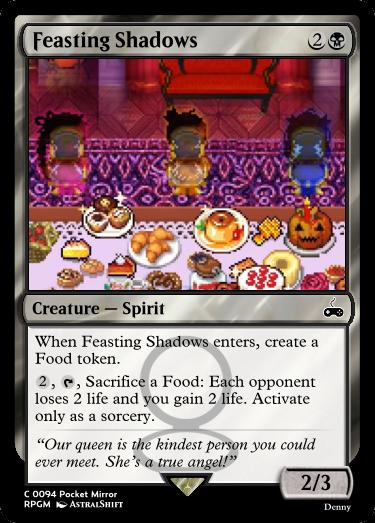 Feasting Shadows 2
Creature — Spirit
When Feasting Shadows enters, create a
Food token.
2, , Sacrifice a Food: Each opponent
loses 2 life and you gain 2 life. Activate
only as a sorcery.
“Our queen is the kindest person you could
ever meet. She’s a true angel!”
2/3
C 0094 Pocket Mirror
RPGM AstralShift
Denny